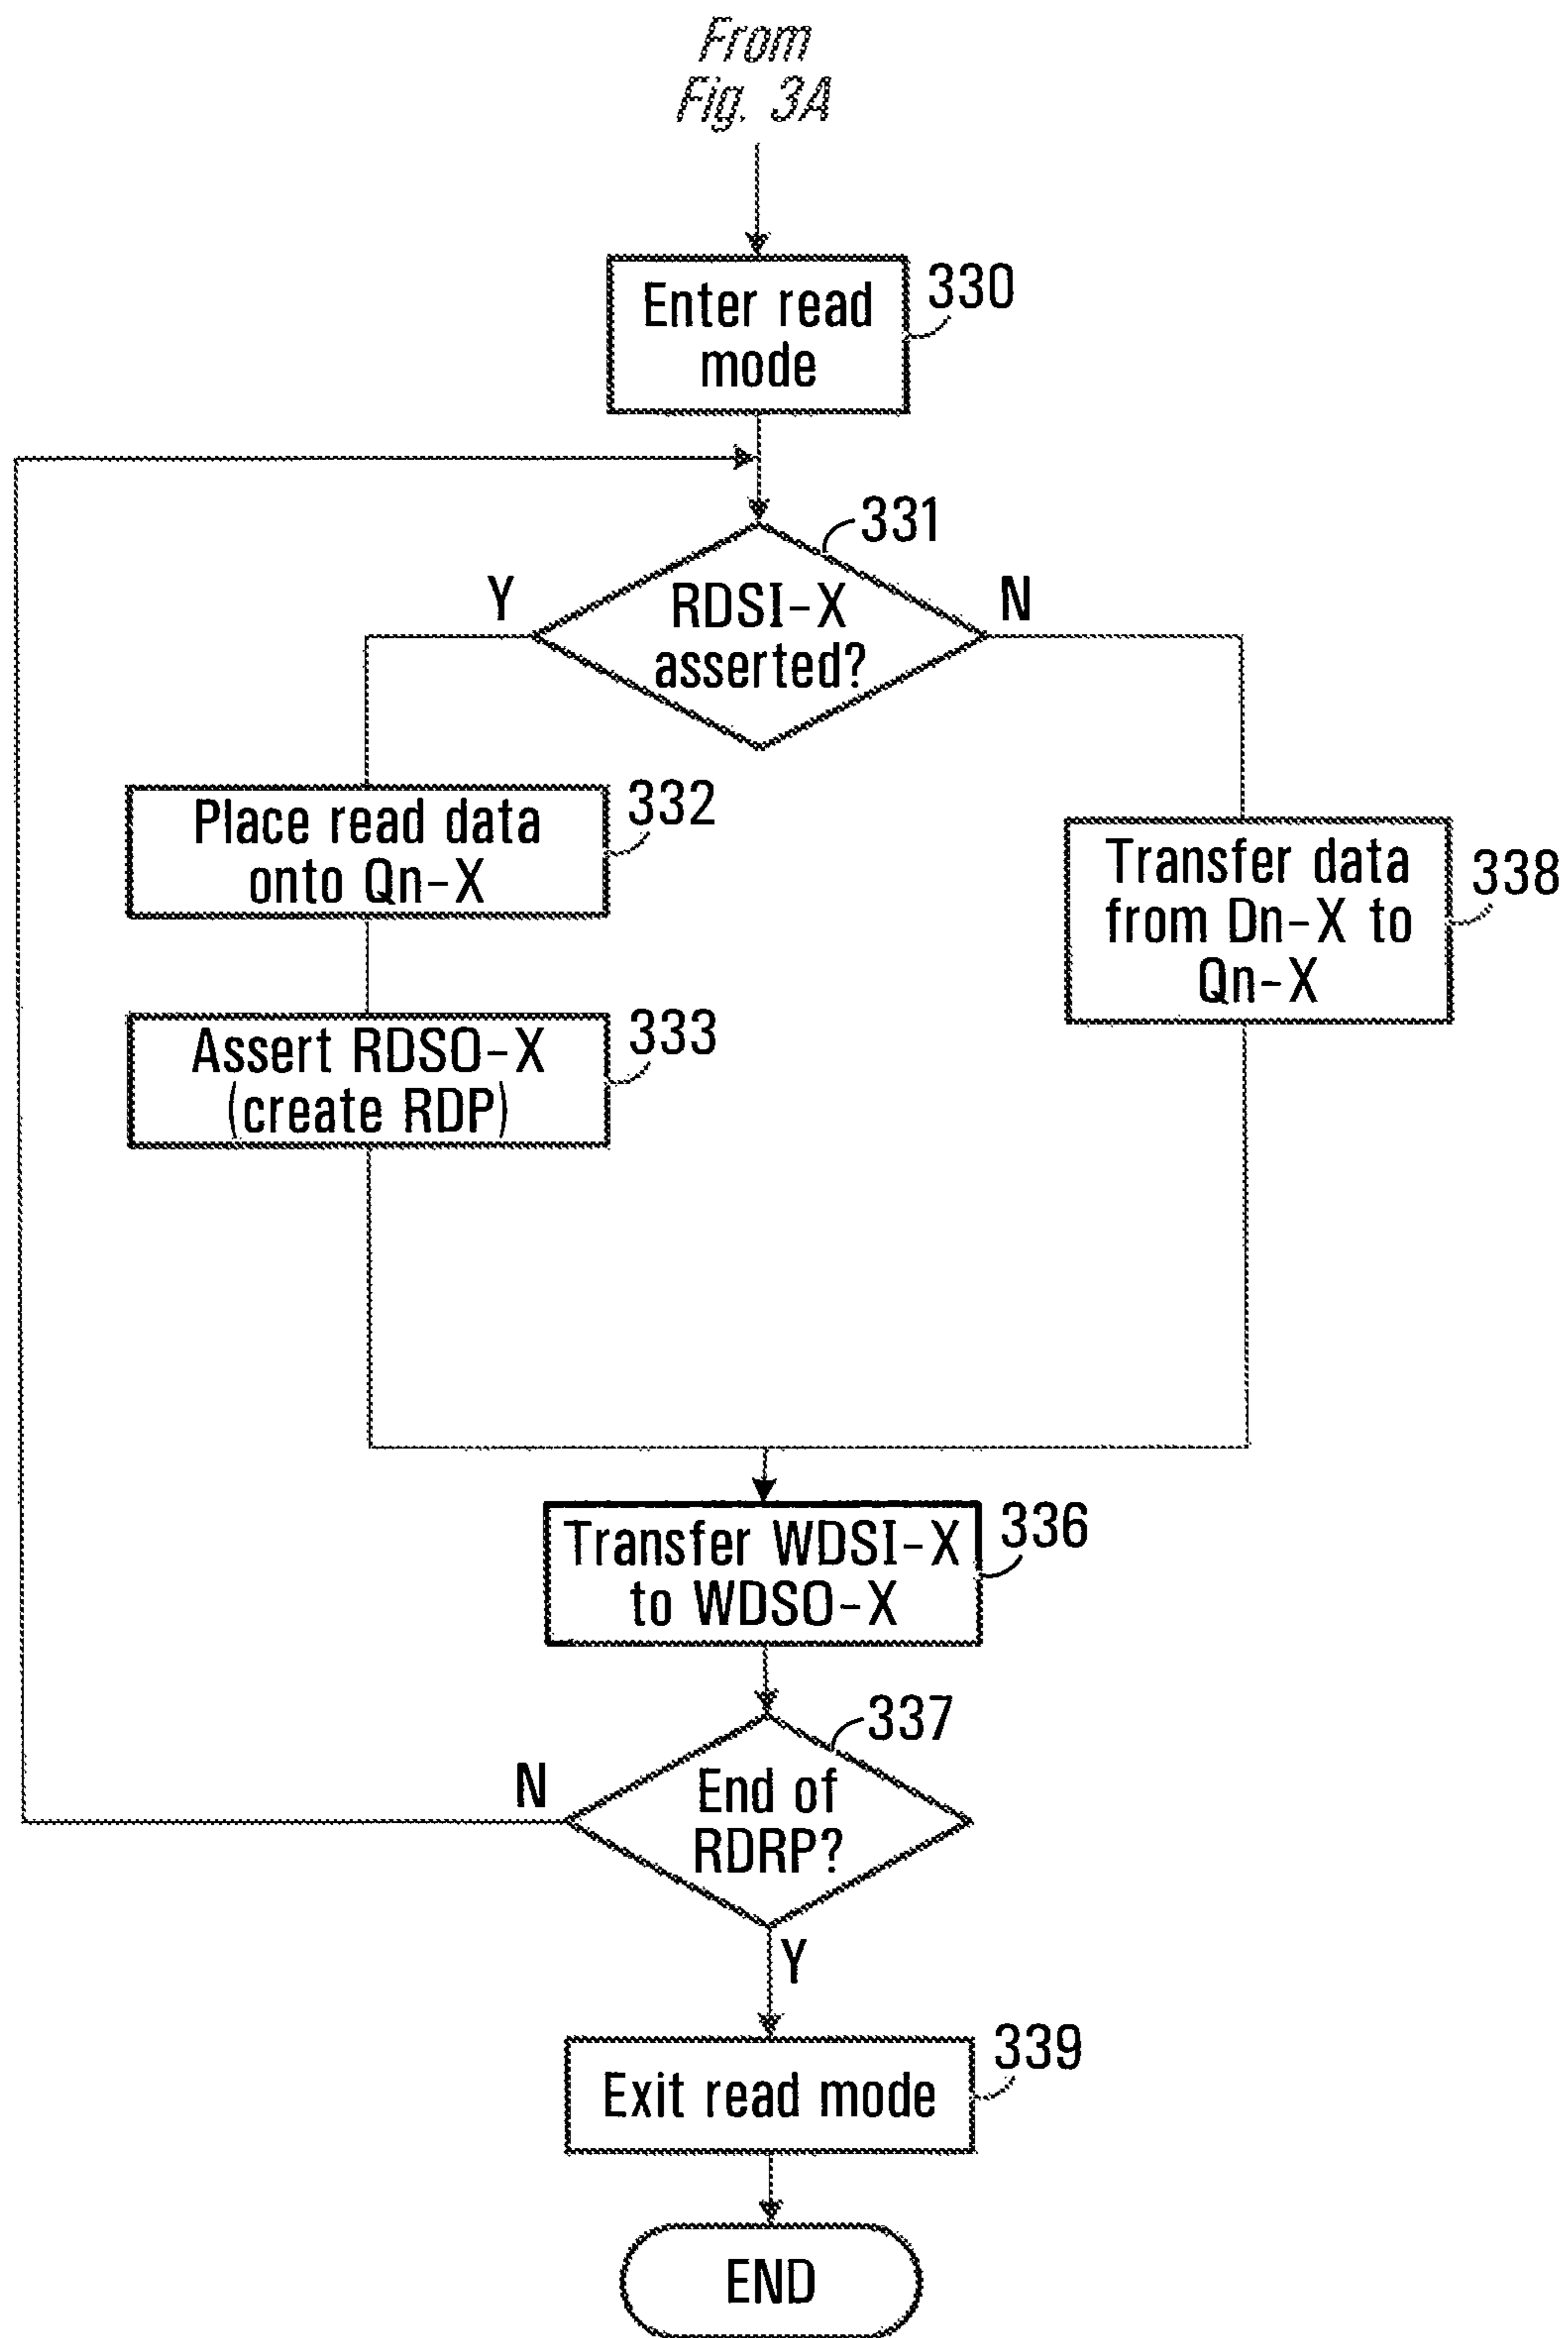 From
Fig. 3A
Enter read
mode
330
331
Y
RDSI-X
asserted?
N
Place read data
onto Qn-X
332
Transfer data
from Dn-X to
Qn-X
338
Assert RDSO-X
(create RDP)
333
Transfer WDSI-X
to WDSO-X
336
337
N
End of
RDRP?
Y
Exit read mode
339
END